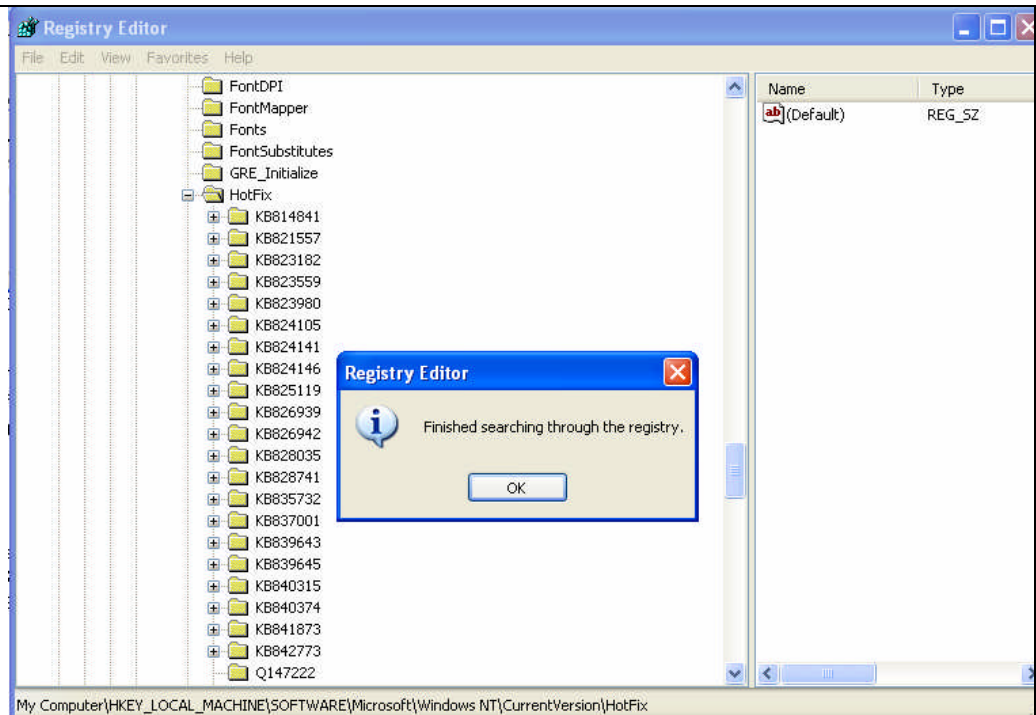 Registry Editor
File Edit View Favorites Help
FontDPI
FontMapper
Fonts
FontSubstitutes
GRE_Initialize
HotFix
KB814841
KB821557
KB823182
KB823559
KB823980
KB824105
KB824141
KB824146
KB825119
KB826939
KB826942
KB828035
KB828741
KB835732
KB837001
KB839643
KB839645
KB840315
KB840374
KB841873
KB842773
Q147222
Name Type
ab (Default) REG_SZ
Registry Editor
Finished searching through the registry.
OK
My Computer\HKEY_LOCAL_MACHINE\SOFTWARE\Microsoft\Windows NT\CurrentVersion\HotFix